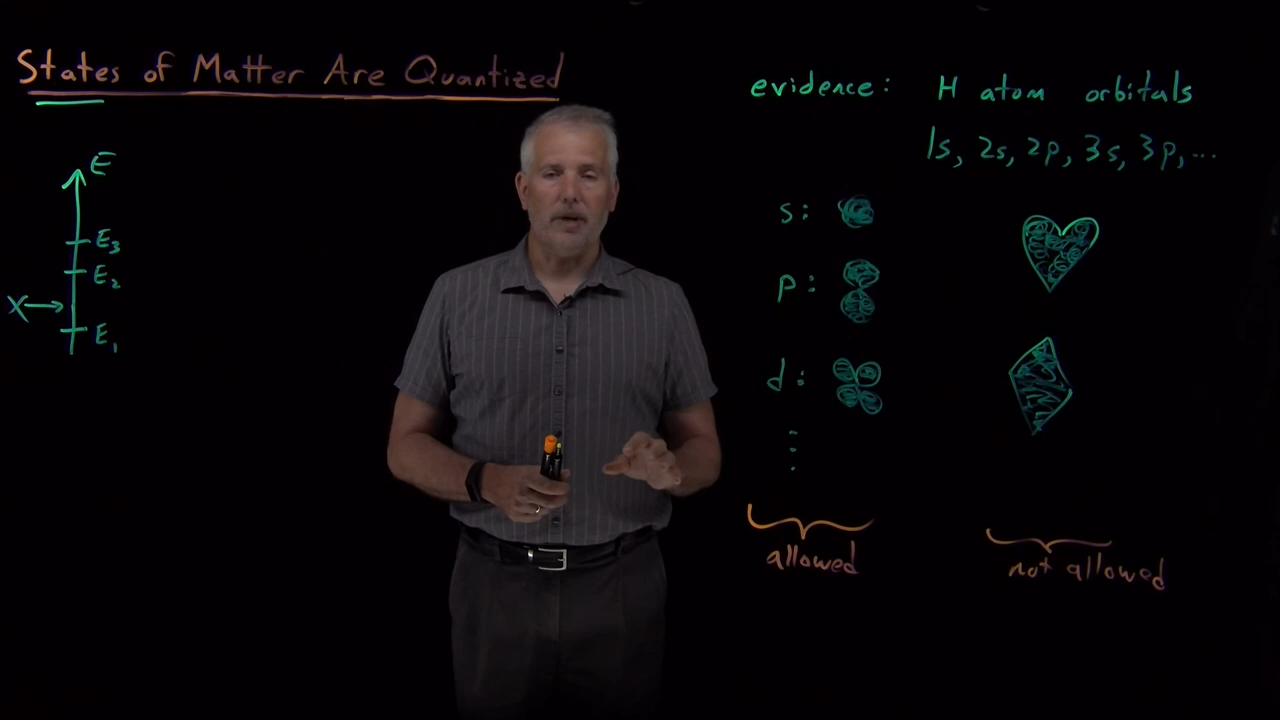 States of Matter Are Quantized
E
E3
E2
X→
E1
evidence: H atom orbitals
1s, 2s, 2p, 3s, 3p, ...
s:
p:
d:
⋮
allowed
not allowed